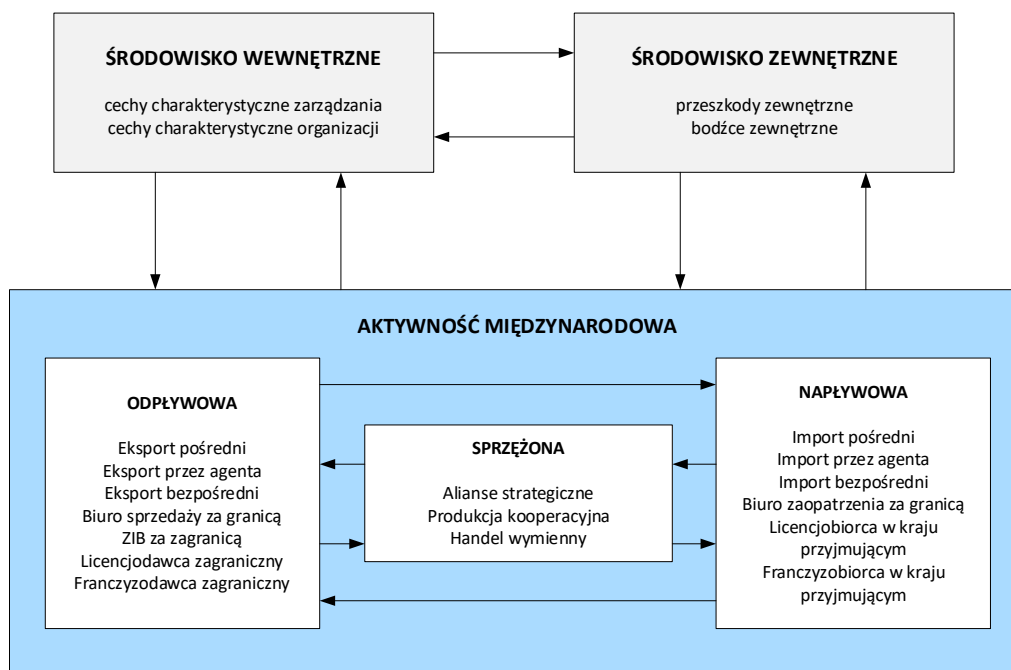 ŚRODOWISKO WEWNĘTRZNE
cechy charakterystyczne zarządzania
cechy charakterystyczne organizacji
ŚRODOWISKO ZEWNĘTRZNE
przeszkody zewnętrzne
bodźce zewnętrzne
AKTYWNOŚĆ MIĘDZYNARODOWA
ODPŁYWOWA
Eksport pośredni
Eksport przez agenta
Eksport bezpośredni
Biuro sprzedaży za granicą
ZIB za zagranicą
Licencjodawca zagraniczny
Franczyzodawca zagraniczny
SPRZĘŻONA
Alianse strategiczne
Produkcja kooperacyjna
Handel wymienny
NAPŁYWOWA
Import pośredni
Import przez agenta
Import bezpośredni
Biuro zaopatrzenia za granicą
Licencjobiorca w kraju
przyjmującym
Franczyzobiorca w kraju
przyjmującym